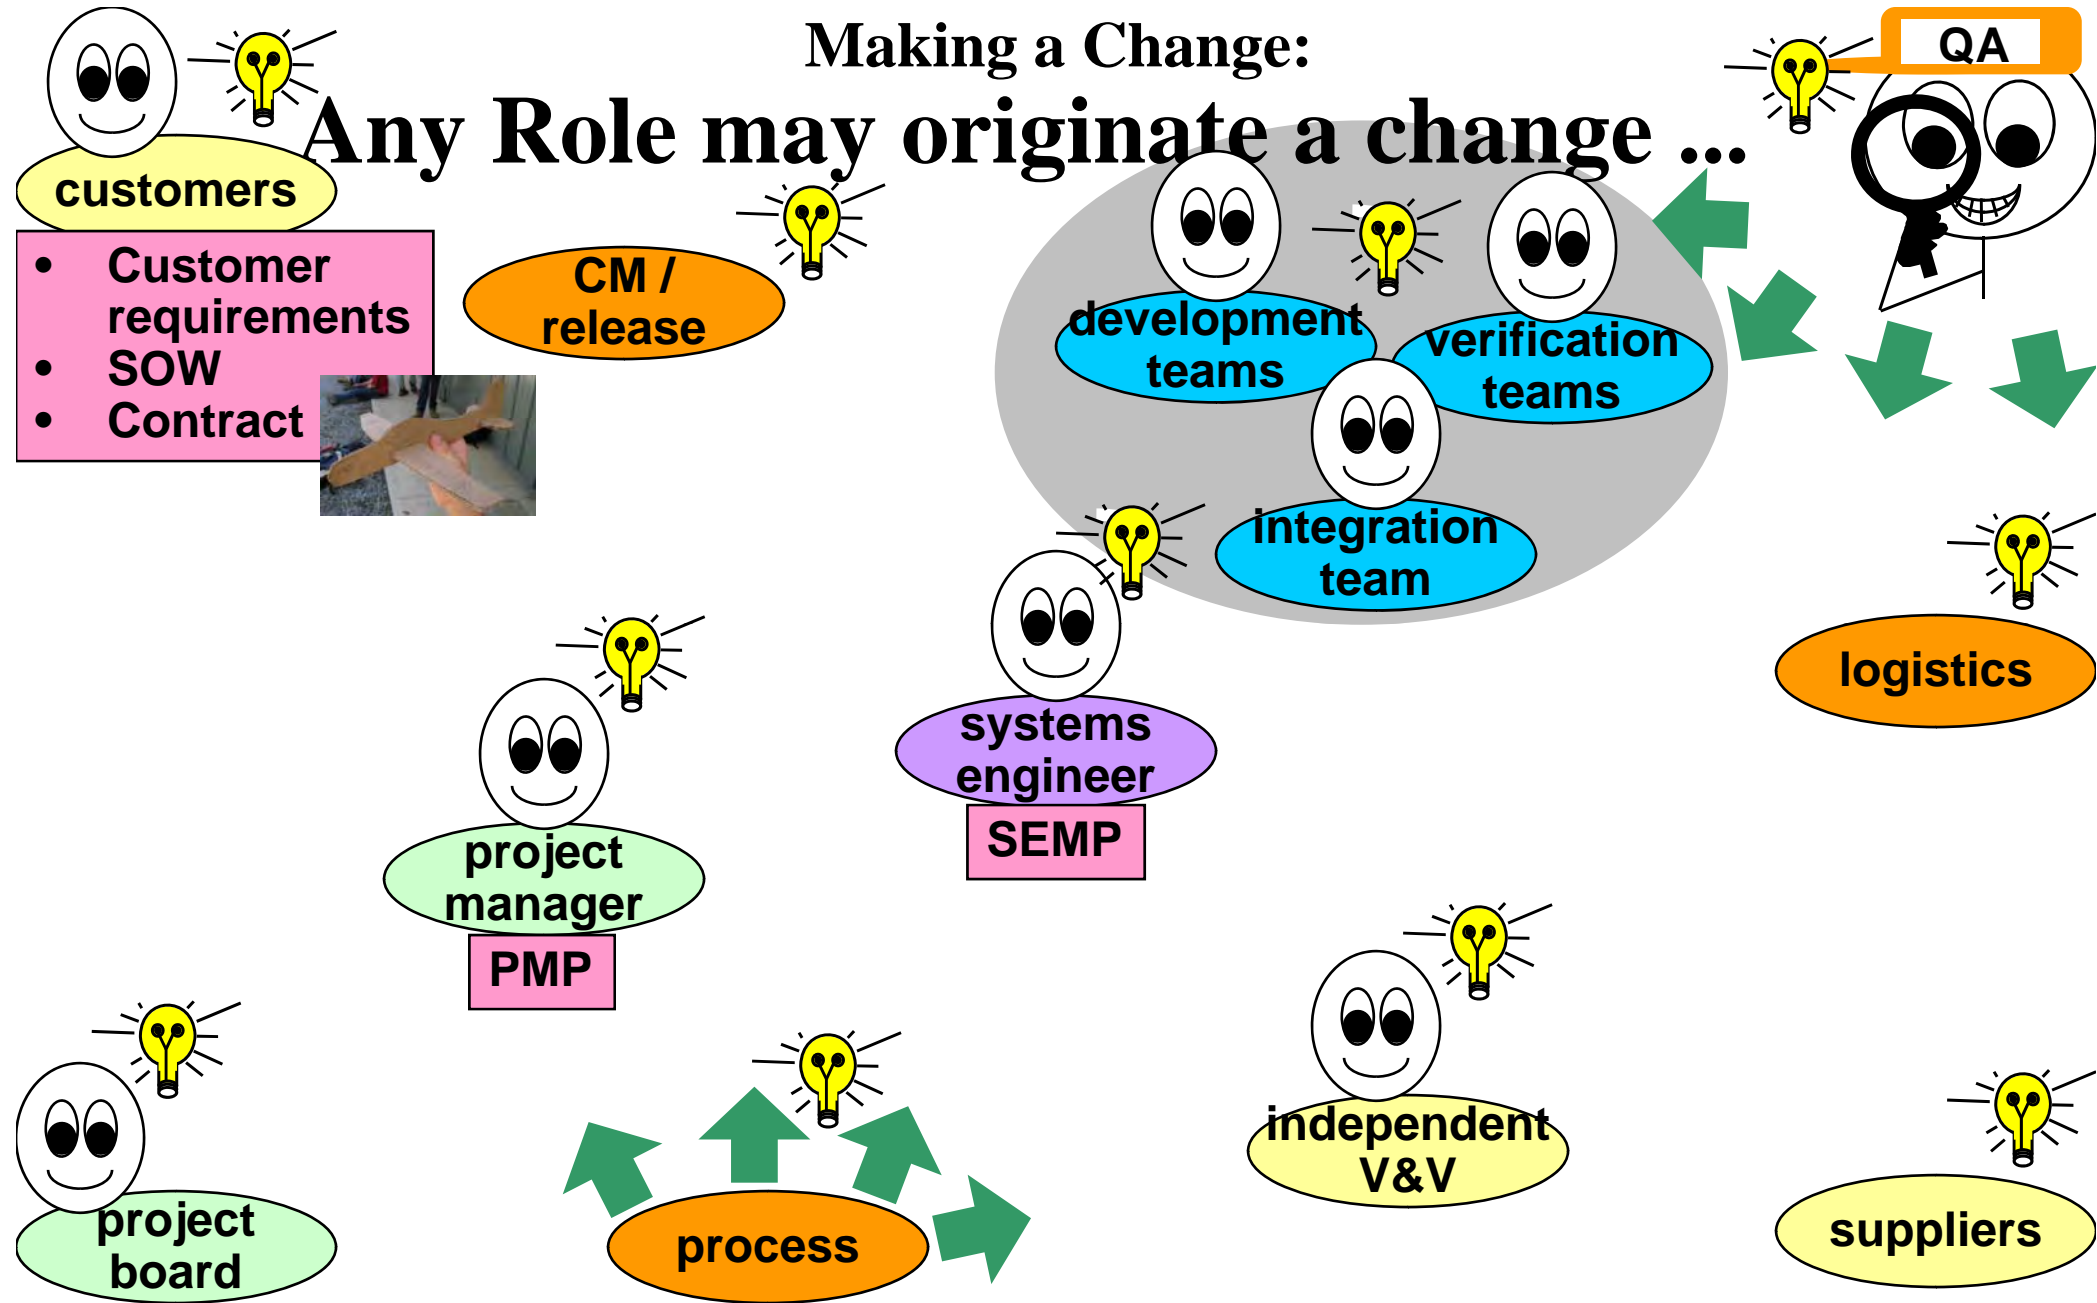 Making a Change:
Any Role may originate a change ...
QA
customers
• Customer
requirements
• SOW
• Contract
CM /
release
development
teams
verification
teams
integration
team
systems
engineer
SEMP
logistics
project
manager
PMP
independent
V&V
project
board
process
suppliers